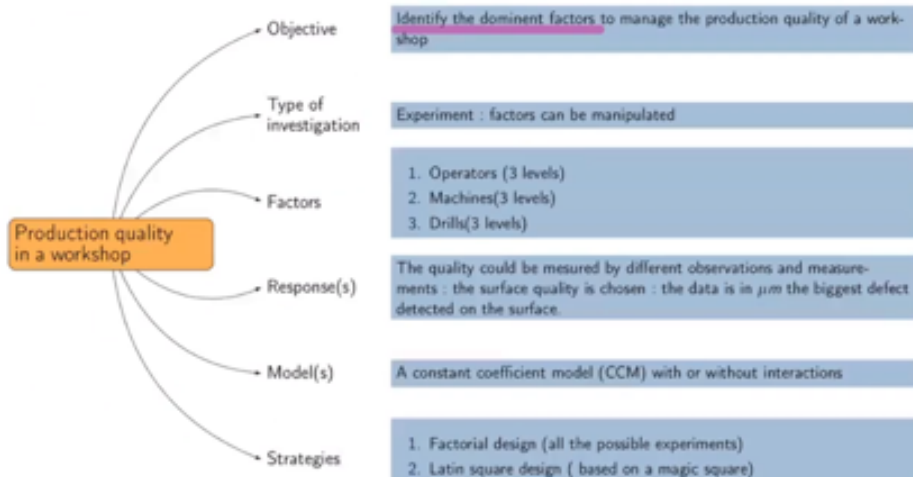 Objective
Identify the dominent factors to manage the production quality of a work-
shop
Type of
investigation
Experiment : factors can be manipulated
Factors
1. Operators (3 levels)
2. Machines(3 levels)
3. Drills(3 levels)
Production quality
in a workshop
Response(s)
The quality could be mesured by different observations and measure-
ments : the surface quality is chosen : the data is in μm the biggest defect
detected on the surface.
Model(s)
A constant coefficient model (CCM) with or without interactions
Strategies
1. Factorial design (all the possible experiments)
2. Latin square design ( based on a magic square)